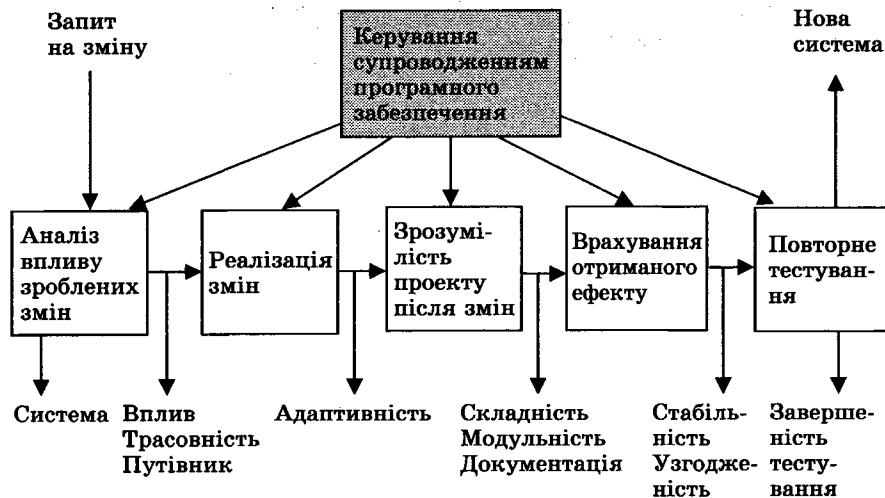 Запит
на зміну
Керування
супроводженням
програмного
забезпечення
Нова
система
Аналіз
впливу
зроблених
змін
Реалізація
змін
Зрозумі-
лість
проекту
після змін
Врахування
отриманого
ефекту
Повторне
тестуван-
ня
Система
Вплив
Трасовність
Путівник
Адаптивність
Складність
Модульність
Документація
Стабіль-
ність
Узгодже-
ність
Заверше-
ність
тесту-
вання